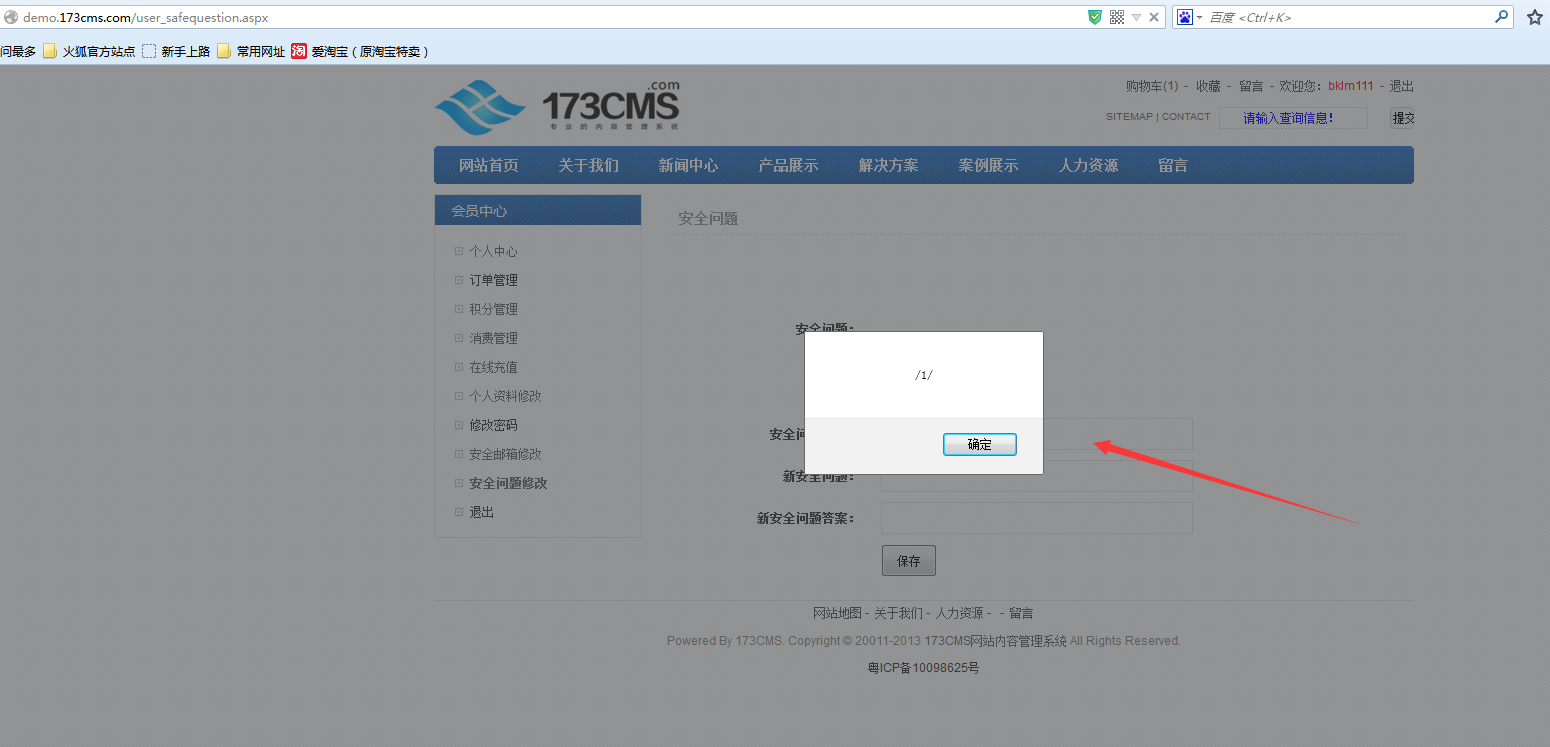 demo.173cms.com/user_safequestion.aspx
百度 <Ctrl+K>
问最多 火狐官方站点 新手上路 常用网址 淘 爱淘宝（原淘宝特卖）
173CMS.com
专业的内容管理系统
购物车(1) - 收藏 - 留言 - 欢迎您：bklm111 - 退出
SITEMAP | CONTACT 请输入查询信息! 提交
网站首页 关于我们 新闻中心 产品展示 解决方案 案例展示 人力资源 留言
会员中心
个人中心
订单管理
积分管理
消费管理
在线充值
个人资料修改
修改密码
安全邮箱修改
安全问题修改
退出
安全问题
安全问题：
/1/
确定
安全问
新安全问题：
新安全问题答案：
保存
网站地图 - 关于我们 - 人力资源 - - 留言
Powered By 173CMS. Copyright © 20011-2013 173CMS网站内容管理系统 All Rights Reserved.
粤ICP备10098625号